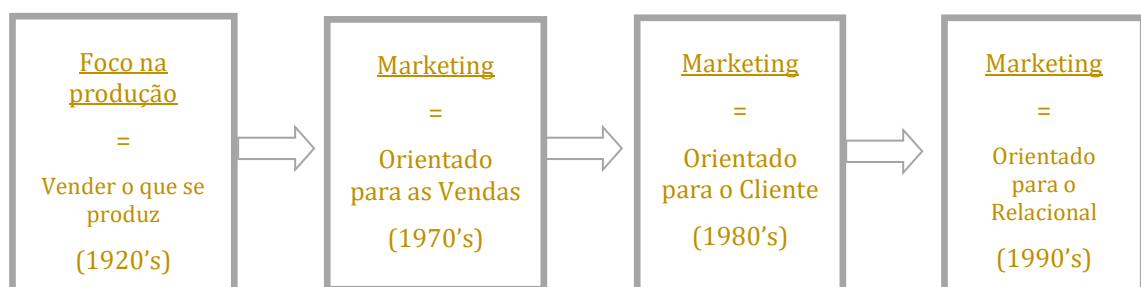 Foco na
produção
=
Vender o que se
produz
(1920’s)
Marketing
=
Orientado
para as Vendas
(1970’s)
Marketing
=
Orientado
para o Cliente
(1980’s)
Marketing
=
Orientado
para o
Relacional
(1990’s)